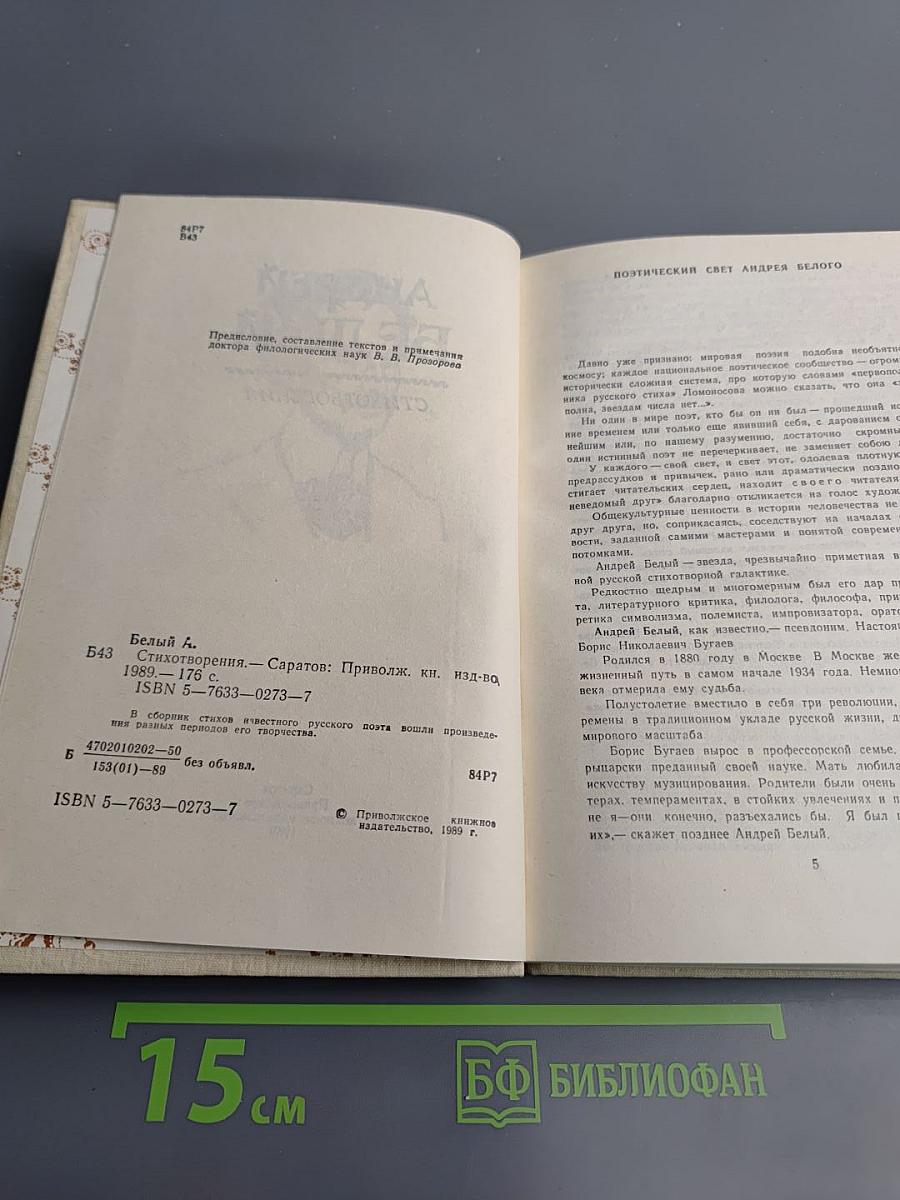 84Р7
Б43
Предисловие, составление текстов и примечания
доктора филологических наук В. В. Прозорова
Белый А.
Б43 Стихотворения.— Саратов: Приволж. кн. изд-во,
1989.— 176 с.
ISBN 5—7633—0273—7
В сборник стихов известного русского поэта вошли произведе-
ния разных периодов его творчества.
Б 4702010202—50
153(01)—89 без объявл.
84Р7
ISBN 5—7633—0273—7
© Приволжское книжное
издательство, 1989 г.
ПОЭТИЧЕСКИЙ СВЕТ АНДРЕЯ БЕЛОГО
Давно уже признано: мировая поэзия подобна необъятн
космосу; каждое национальное поэтическое сообщество — огром
исторически сложная система, про которую словами «первопо
ника русского стиха» Ломоносова можно сказать, что она «
полна, звездам числа нет...».
Ни один в мире поэт, кто бы он ни был — прошедший ис
ние временем или только еще явивший себя, с дарованием с
нейшим или, по нашему разумению, достаточно скромны
один истинный поэт не перечеркивает, не заменяет собою д
У каждого — свой свет, и свет этот, одолевая плотную
предрассудков и привычек, рано или драматически поздно
стигает читательских сердец, находит своего читателя
неведомый друг» благодарно откликается на голос худож
Общекультурные ценности в истории человечества не
друг друга, но, соприкасаясь, соседствуют на началах
вости, заданной самими мастерами и понятой современ
потомками.
Андрей Белый — звезда, чрезвычайно приметная в
ной русской стихотворной галактике.
Редкостно щедрым и многомерным был его дар п
та, литературного критика, филолога, философа, при
ретика символизма, полемиста, импровизатора, орат
Андрей Белый, как известно,— псевдоним. Настоя
Борис Николаевич Бугаев
Родился в 1880 году в Москве В Москве же
жизненный путь в самом начале 1934 года. Немно
века отмерила ему судьба.
Полустолетие вместило в себя три революции,
ремены в традиционном укладе русской жизни, д
мирового масштаба
Борис Бугаев вырос в профессорской семье.
рыцарски преданный своей науке. Мать любила
искусству музицирования. Родители были очень
терах, темпераментах, в стойких увлечениях и п
не я—они конечно, разъехались бы. Я был
их»,— скажет позднее Андрей Белый.
5
15 см
БФ БИБЛИОФАН